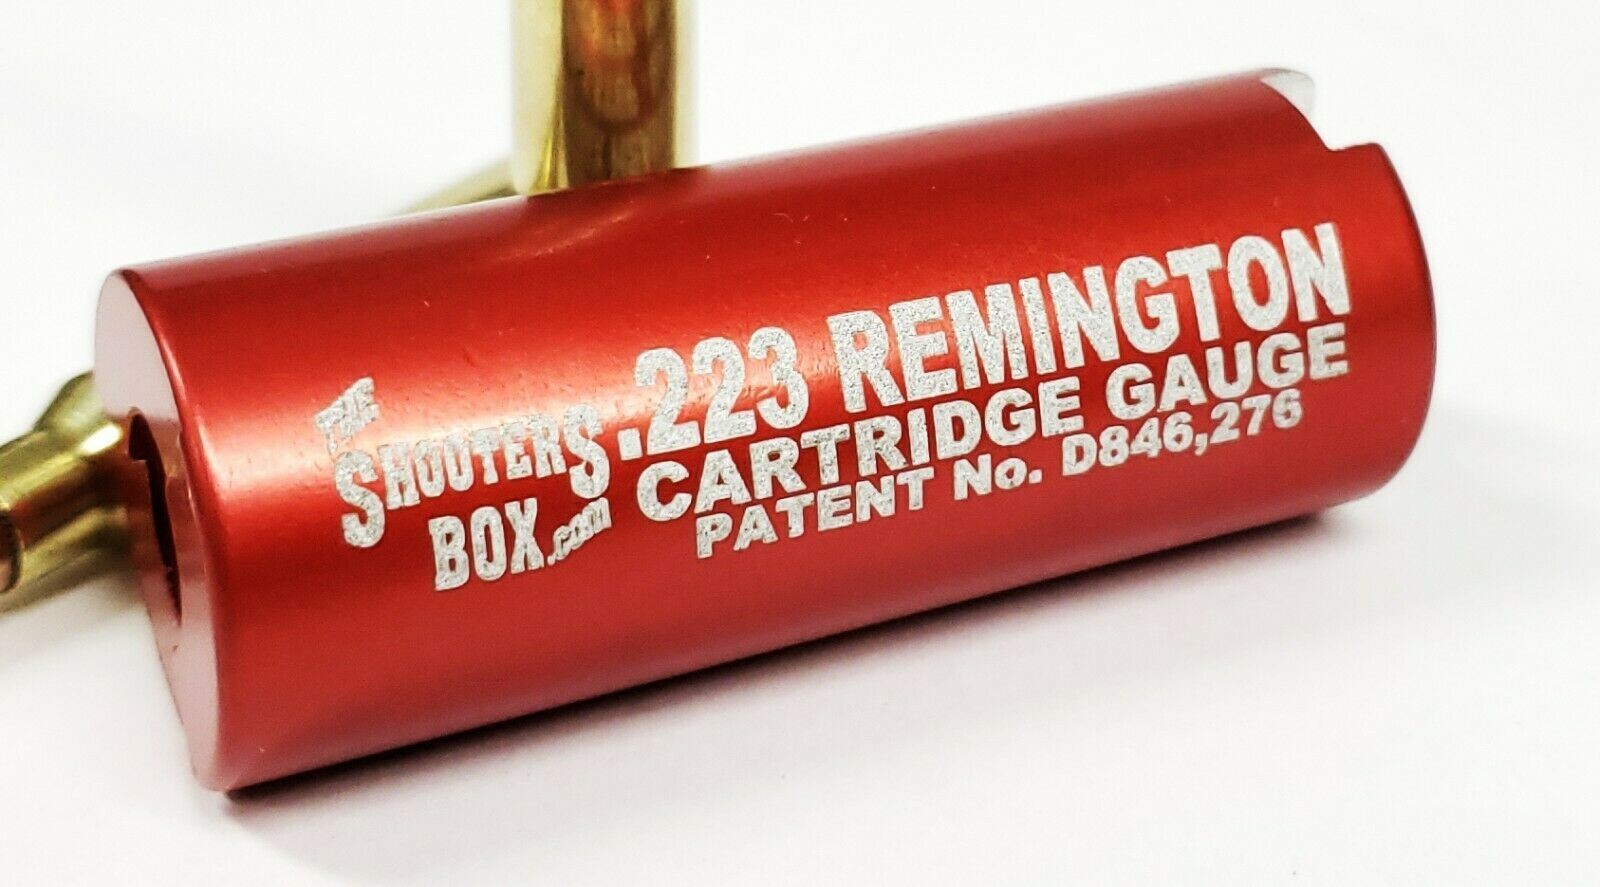 THE
SHOOTERS
BOX.com
.223 REMINGTON
CARTRIDGE GAUGE
PATENT No. D846,276